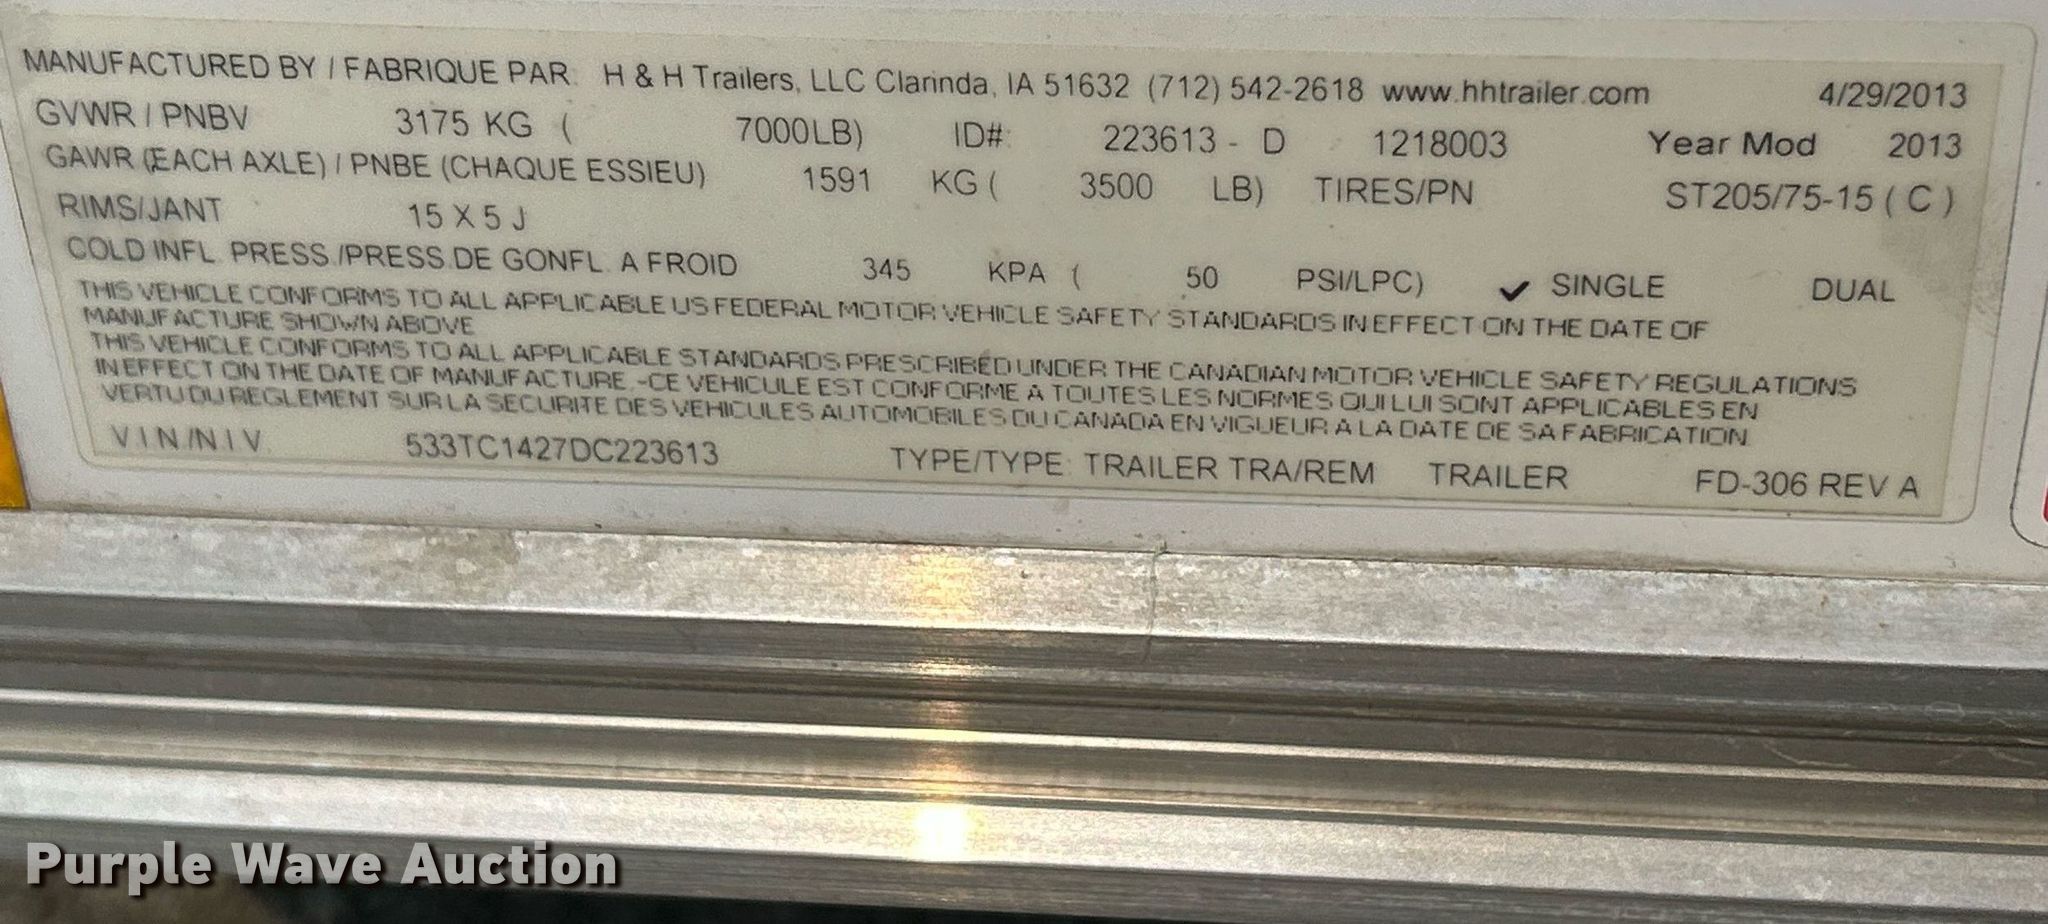 MANUFACTURED BY / FABRIQUE PAR: H & H Trailers, LLC Clarinda, IA 51632 (712) 542-2618 www.hhtrailer.com 4/29/2013
GVWR / PNBV 3175 KG ( 7000LB) ID#: 223613 - D 1218003 Year Mod 2013
GAWR (EACH AXLE) / PNBE (CHAQUE ESSIEU) 1591 KG ( 3500 LB) TIRES/PN ST205/75-15 ( C )
RIMS/JANT 15 X 5 J
COLD INFL. PRESS./PRESS.DE GONFL. A FROID 345 KPA ( 50 PSI/LPC) ✓ SINGLE DUAL
THIS VEHICLE CONFORMS TO ALL APPLICABLE US FEDERAL MOTOR VEHICLE SAFETY STANDARDS IN EFFECT ON THE DATE OF
MANUFACTURE SHOWN ABOVE
THIS VEHICLE CONFORMS TO ALL APPLICABLE STANDARDS PRESCRIBED UNDER THE CANADIAN MOTOR VEHICLE SAFETY REGULATIONS
IN EFFECT ON THE DATE OF MANUFACTURE.-CE VEHICULE EST CONFORME A TOUTES LES NORMES QUI LUI SONT APPLICABLES EN
VERTU DU REGLEMENT SUR LA SECURITE DES VEHICULES AUTOMOBILES DU CANADA EN VIGUEUR A LA DATE DE SA FABRICATION.
V.I.N./N.I.V. 533TC1427DC223613 TYPE/TYPE: TRAILER TRA/REM TRAILER FD-306 REV A
Purple Wave Auction